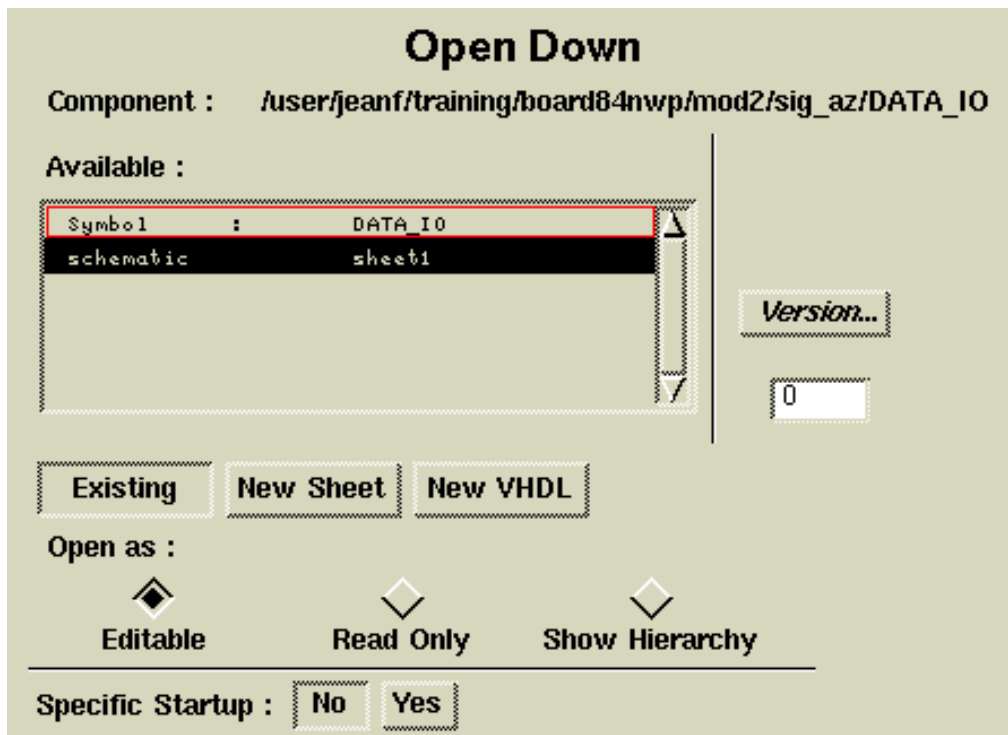 Open Down
Component : /user/jeanf/training/board84nwp/mod2/sig_az/DATA_IO
Available :
Symbol : DATA_IO
schematic sheet1
Version...
0
Existing New Sheet New VHDL
Open as :
Editable Read Only Show Hierarchy
Specific Startup : No Yes